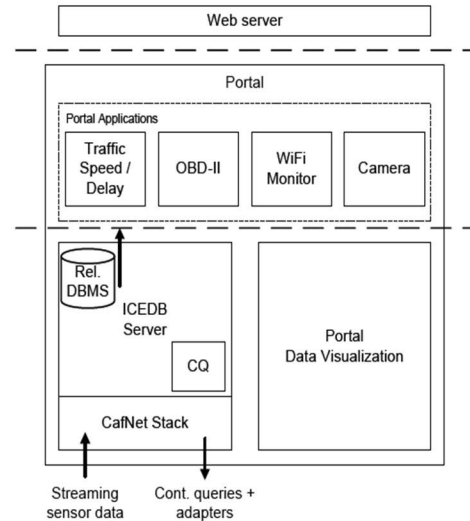 Web server
Portal
Portal Applications
Traffic
Speed /
Delay
OBD-II
WiFi
Monitor
Camera
Rel.
DBMS
ICEDB
Server
CQ
CafNet Stack
Portal
Data Visualization
Streaming
sensor data
Cont. queries +
adapters